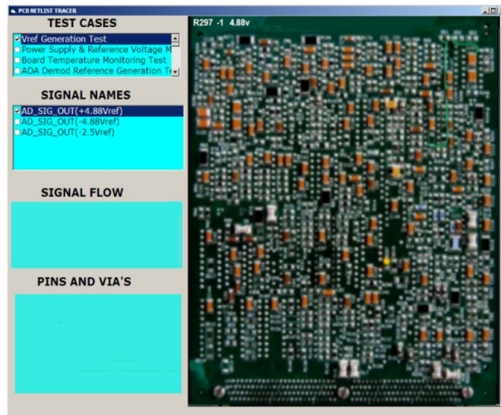 PCB NETLIST TRACER
TEST CASES
Vref Generation Test
Power Supply & Reference Voltage M
Board Temperature Monitoring Test
AOA Demod Reference Generation Te
SIGNAL NAMES
AD_SIG_OUT(+4.88Vref)
AD_SIG_OUT(-4.88Vref)
AD_SIG_OUT(-2.5Vref)
SIGNAL FLOW
PINS AND VIA'S
R297 -1 4.88v